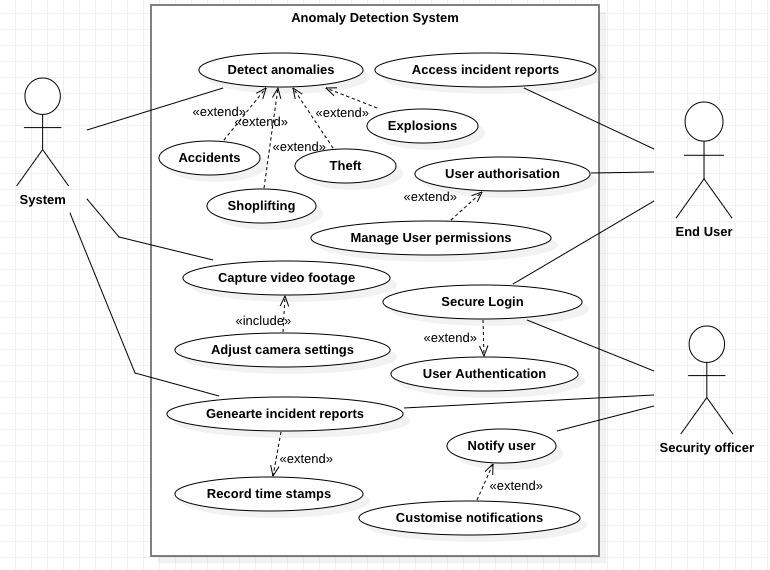 Anomaly Detection System
Detect anomalies
Access incident reports
«extend»
«extend»
«extend»
«extend»
Explosions
Accidents
Theft
User authorisation
Shoplifting
«extend»
System
End User
Manage User permissions
Capture video footage
Secure Login
«include»
«extend»
Adjust camera settings
User Authentication
Genearte incident reports
Notify user
Security officer
«extend»
Record time stamps
«extend»
Customise notifications